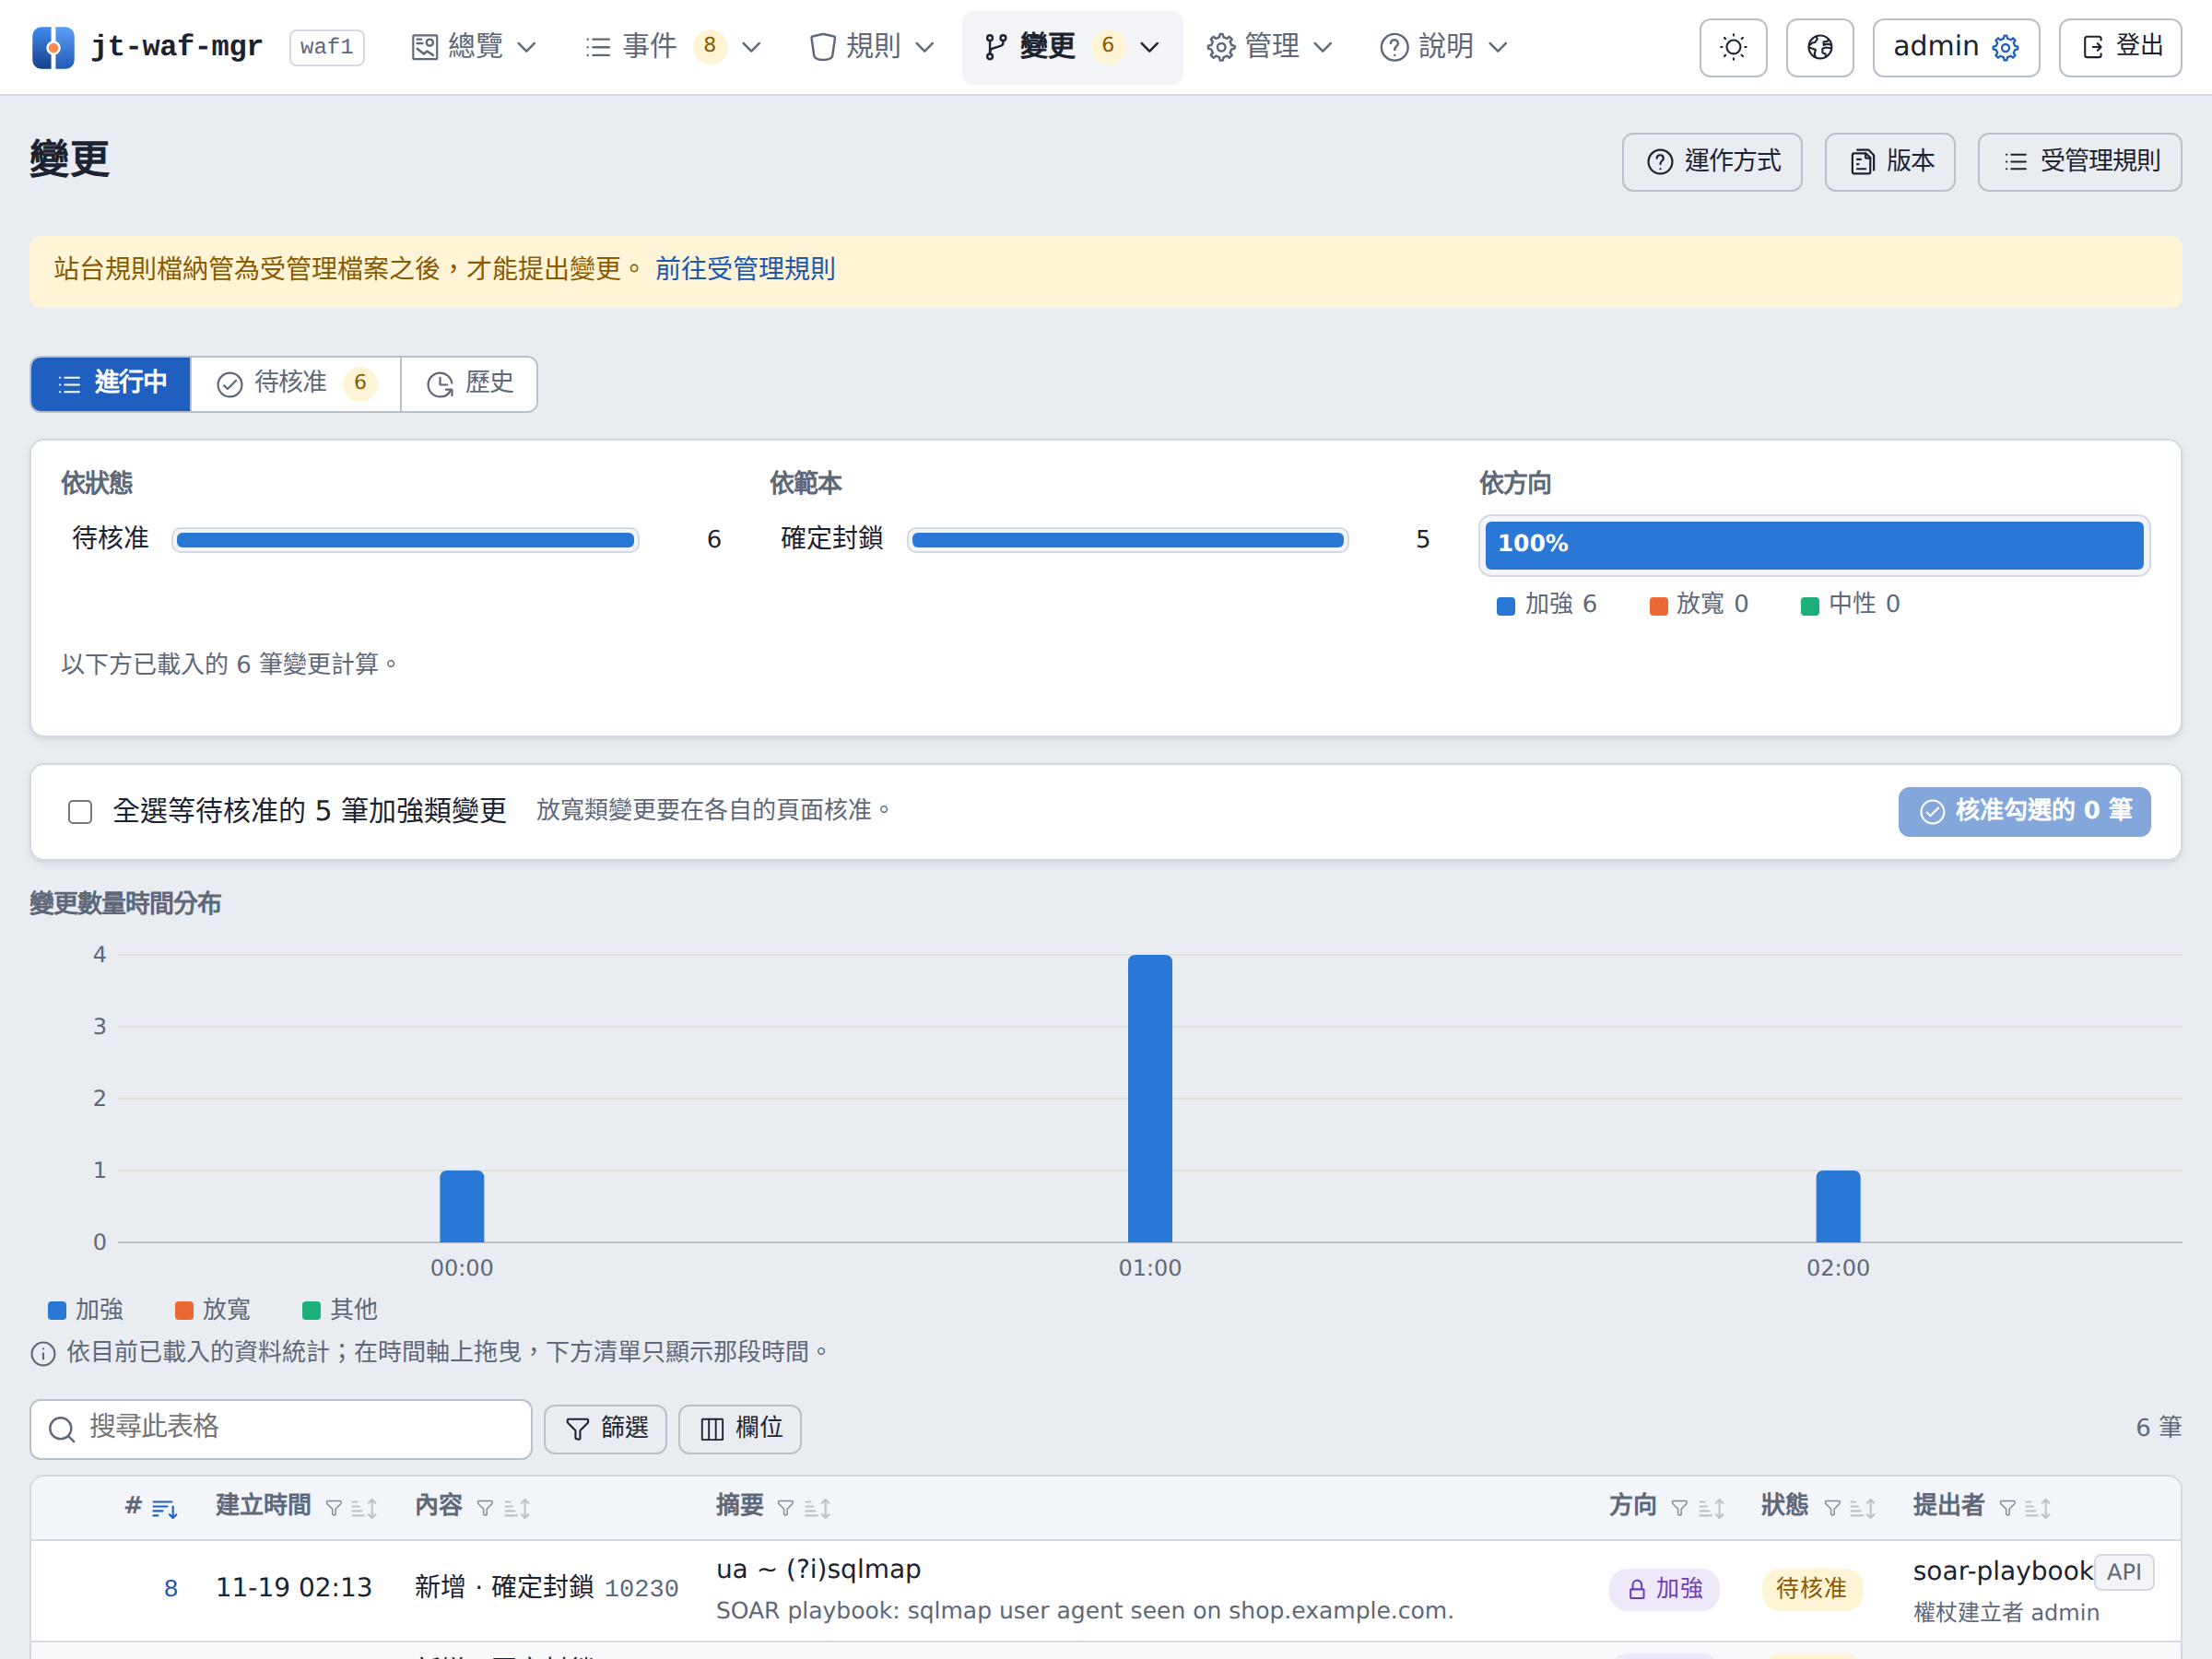 jt-waf-mgr waf1 總覽 事件 8 規則 變更 6 管理 說明 admin 登出
變更 運作方式 版本 受管理規則
站台規則檔納管為受管理檔案之後，才能提出變更。 前往受管理規則
進行中 待核准 6 歷史
依狀態 依範本 依方向
待核准 6 確定封鎖 5 100%
加強 6 放寬 0 中性 0
以下方已載入的 6 筆變更計算。
全選等待核准的 5 筆加強類變更 放寬類變更要在各自的頁面核准。 核准勾選的 0 筆
變更數量時間分布
4
3
2
1
0
00:00 01:00 02:00
加強 放寬 其他
依目前已載入的資料統計；在時間軸上拖曳，下方清單只顯示那段時間。
搜尋此表格 篩選 欄位 6 筆
# 建立時間 內容 摘要 方向 狀態 提出者
8 11-19 02:13 新增 · 確定封鎖 10230 ua ~ (?i)sqlmap 加強 待核准 soar-playbook API
SOAR playbook: sqlmap user agent seen on shop.example.com. 權杖建立者 admin